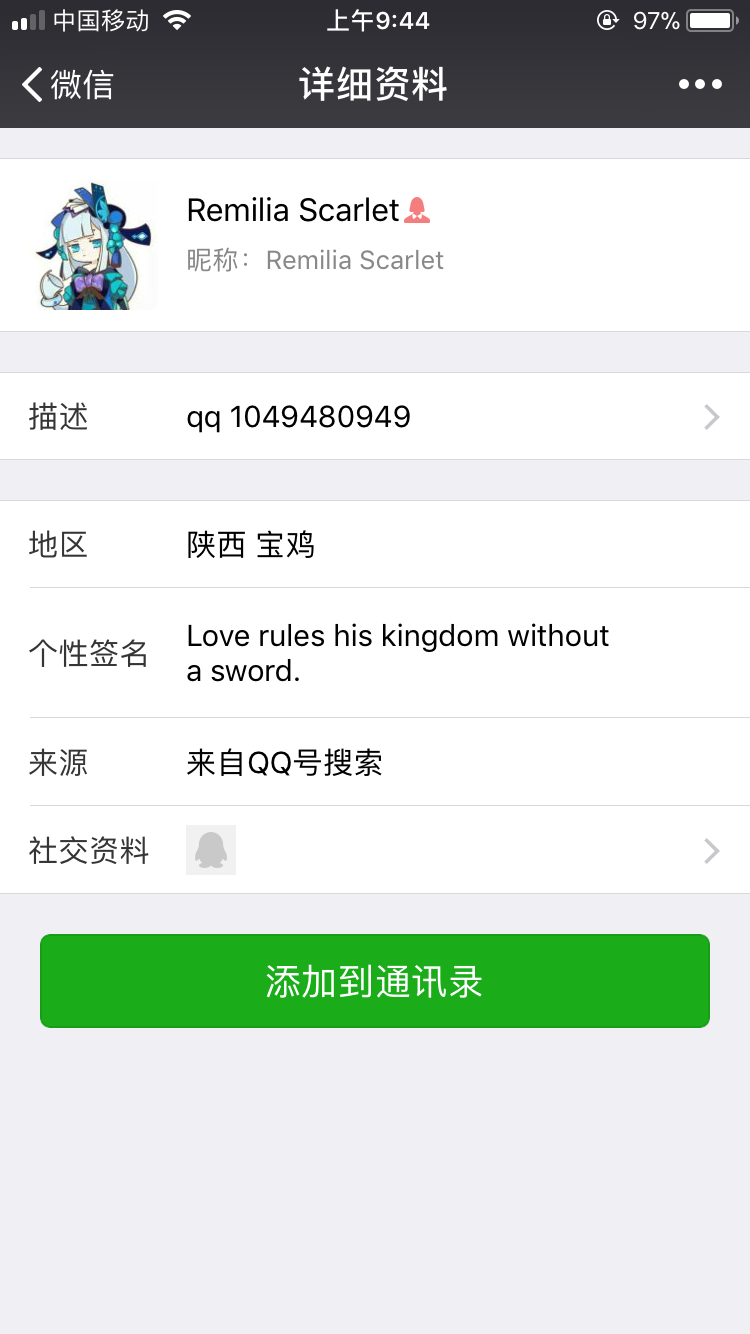 中国移动 上午9:44 97%
微信 详细资料
Remilia Scarlet
昵称：Remilia Scarlet
描述 qq 1049480949
地区 陕西 宝鸡
个性签名 Love rules his kingdom without
a sword.
来源 来自QQ号搜索
社交资料
添加到通讯录